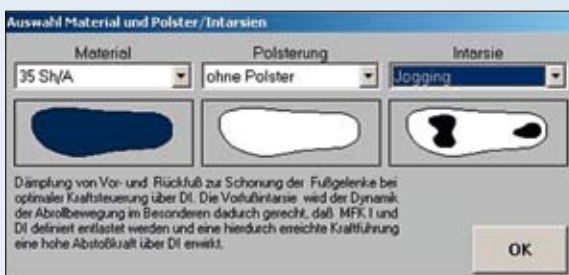 Auswahl Material und Polster/Intarsien
Material Polsterung Intarsie
35 Sh/A ohne Polster Jogging
Dämpfung von Vor- und Rückfuß zur Schonung der Fußgelenke bei
optimaler Kraftsteuerung über DI. Die Vorfußintarsie wird der Dynamik
der Abrollbewegung im Besonderen dadurch gerecht, daß MFK I und
DI definiert entlastet werden und eine hierdurch erreichte Kraftführung
eine hohe Abstoßkraft über DI erwirkt.
OK